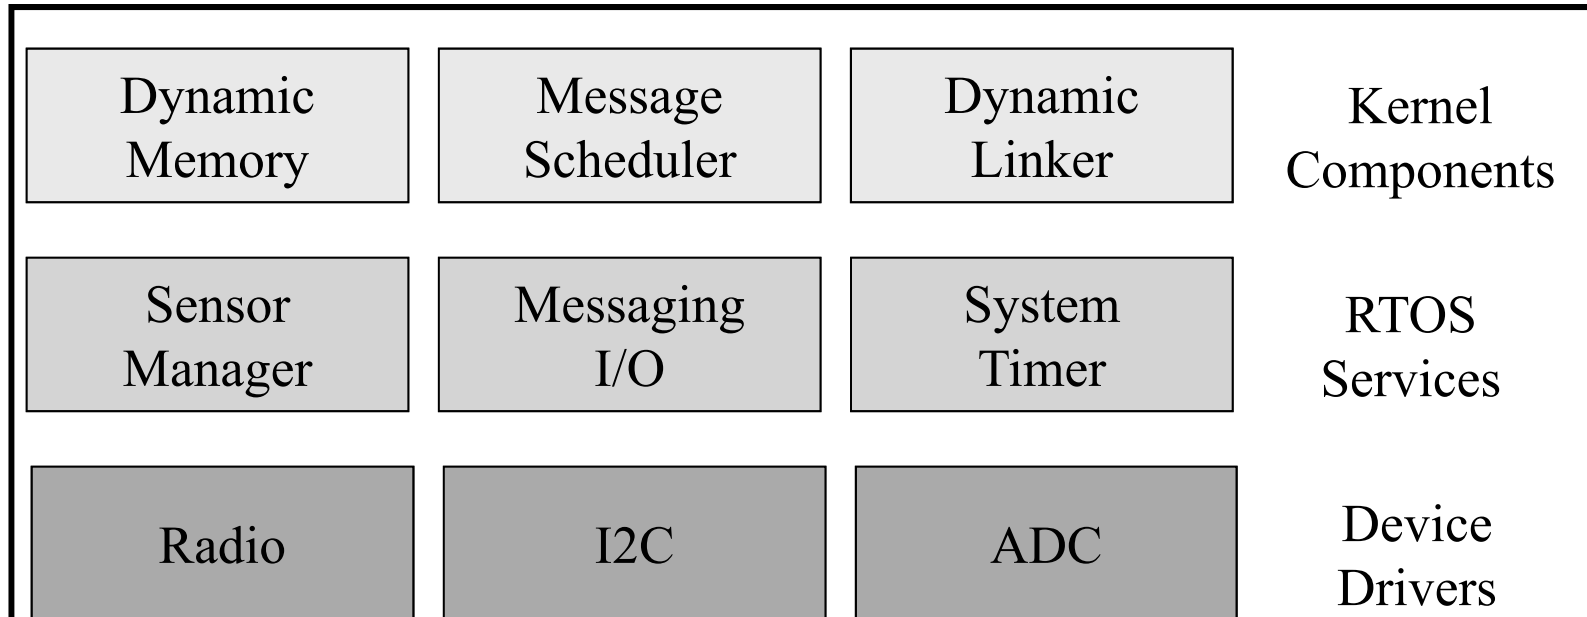 Dynamic
Memory
Message
Scheduler
Dynamic
Linker
Kernel
Components
Sensor
Manager
Messaging
I/O
System
Timer
RTOS
Services
Radio
I2C
ADC
Device
Drivers